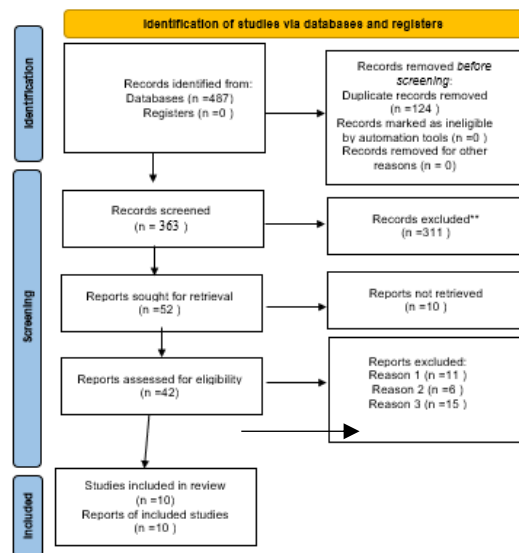 Identification of studies via databases and registers
Identification
Records identified from:
Databases (n =487)
Registers (n =0 )
Records removed before
screening:
Duplicate records removed
(n =124 )
Records marked as ineligible
by automation tools (n =0 )
Records removed for other
reasons (n = 0)
Screening
Records screened
(n = 363 )
Records excluded**
(n =311 )
Reports sought for retrieval
(n =52 )
Reports not retrieved
(n =10 )
Reports assessed for eligibility
(n =42)
Reports excluded:
Reason 1 (n =11 )
Reason 2 (n =6 )
Reason 3 (n =15 )
Included
Studies included in review
(n =10)
Reports of included studies
(n =10 )